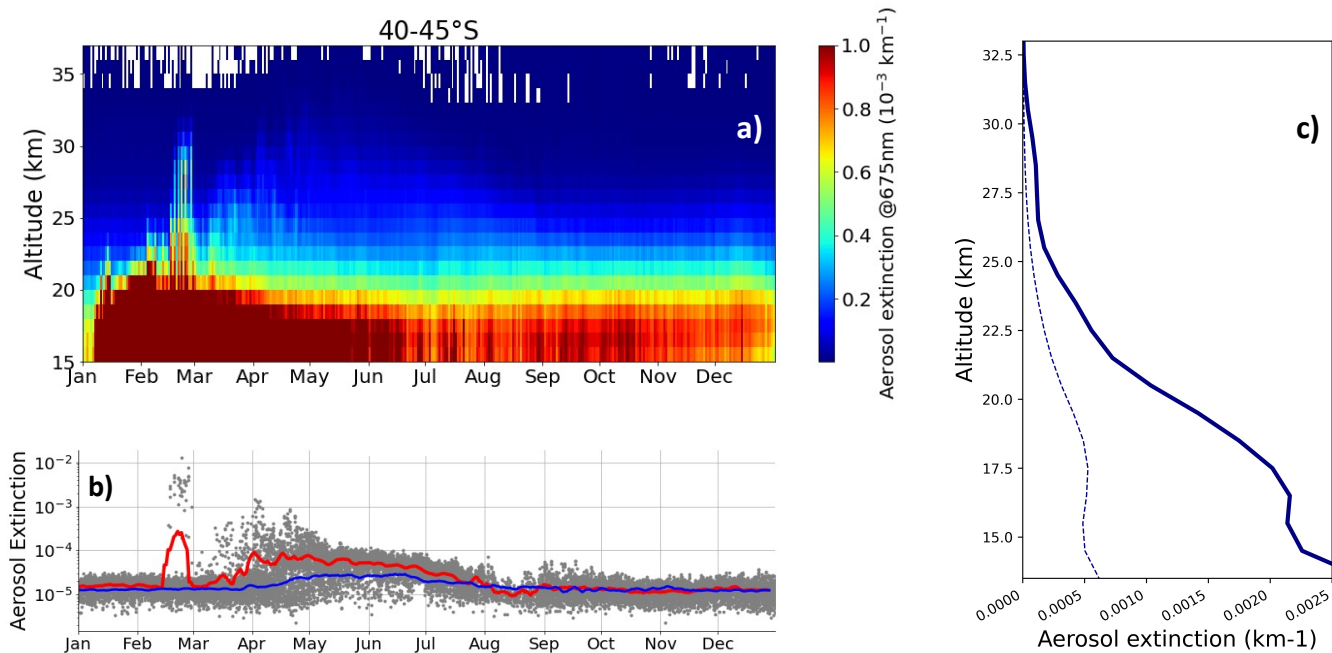 40-45°S
a)
Altitude (km)
35
30
25
20
15
Jan Feb Mar Apr May Jun Jul Aug Sep Oct Nov Dec
1.0
0.8
0.6
0.4
0.2
Aerosol extinction @675nm (10⁻³ km⁻¹)
b)
Aerosol Extinction
10⁻²
10⁻³
10⁻⁴
10⁻⁵
Jan Feb Mar Apr May Jun Jul Aug Sep Oct Nov Dec
c)
Altitude (km)
32.5
30.0
27.5
25.0
22.5
20.0
17.5
15.0
0.0000 0.0005 0.0010 0.0015 0.0020 0.0025
Aerosol extinction (km-1)